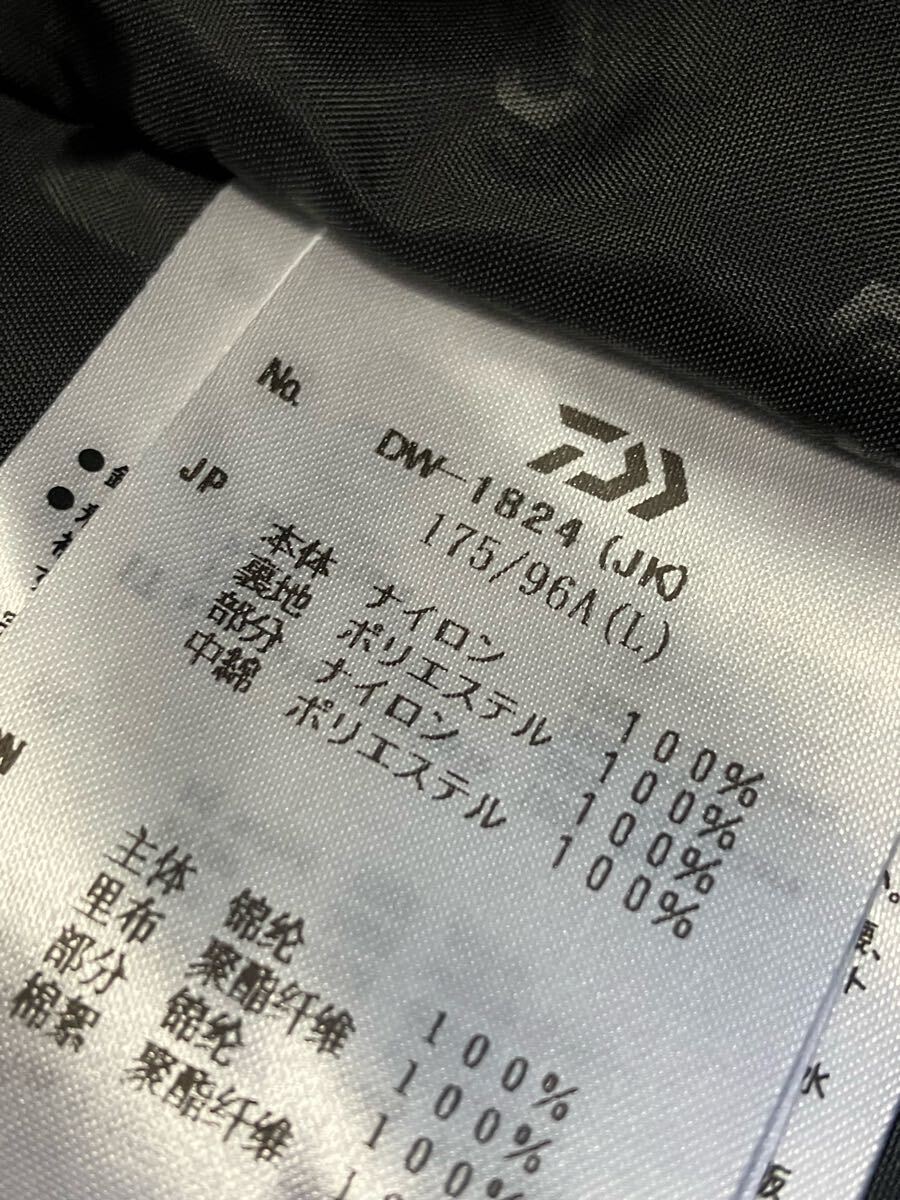 No. DW-1824 (JK)
175/96A(L)
JP
本体 ナイロン 100%
裏地 ポリエステル 100%
部分 ナイロン 100%
中綿 ポリエステル 100%
主体 锦纶 100%
里布 聚酯纤维 100%
部分 锦纶 100%
棉絮 聚酯纤维
水